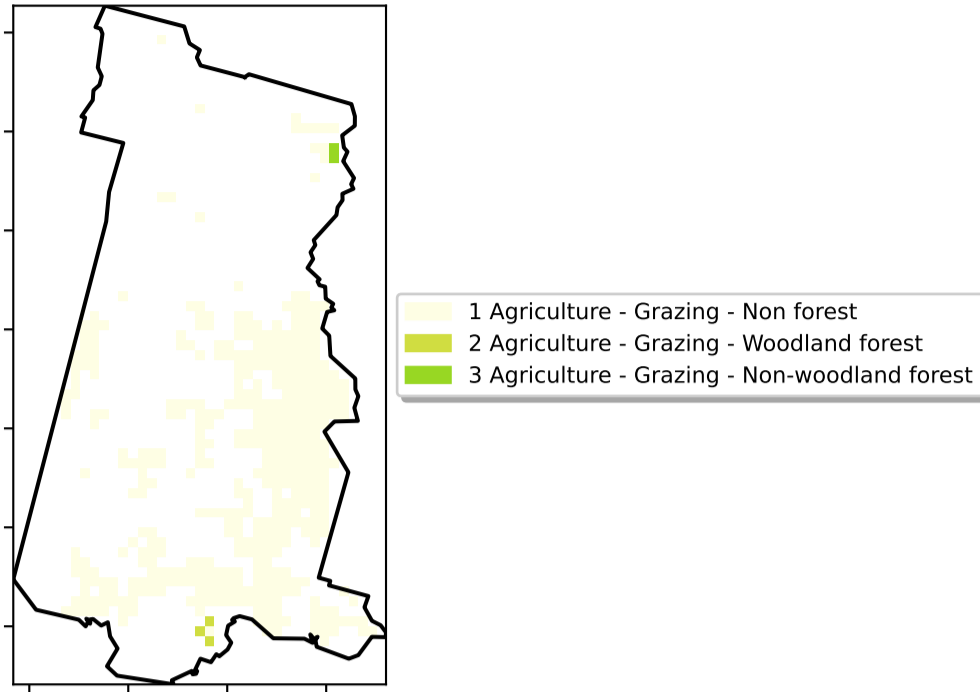 1 Agriculture - Grazing - Non forest
2 Agriculture - Grazing - Woodland forest
3 Agriculture - Grazing - Non-woodland forest